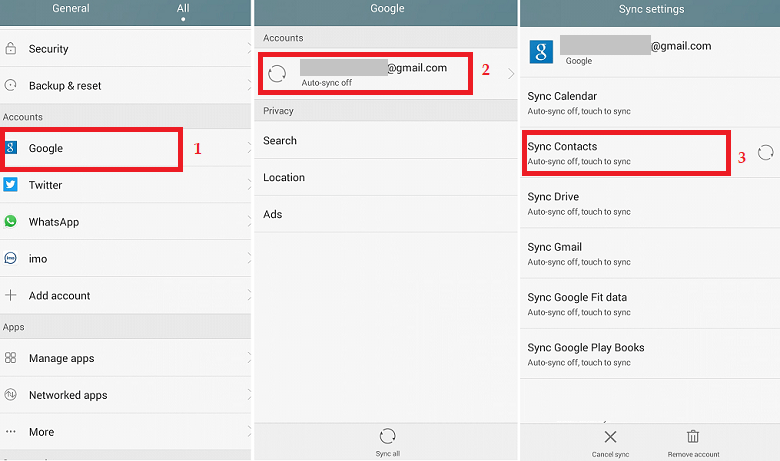 General All
Security
Backup & reset
Accounts
Google
1
Twitter
WhatsApp
imo
Add account
Apps
Manage apps
Networked apps
More
Google
Accounts
@gmail.com
Auto-sync off
2
Privacy
Search
Location
Ads
Sync all
Sync settings
@gmail.com
Google
Sync Calendar
Auto-sync off, touch to sync
Sync Contacts
Auto-sync off, touch to sync
3
Sync Drive
Auto-sync off, touch to sync
Sync Gmail
Auto-sync off, touch to sync
Sync Google Fit data
Auto-sync off, touch to sync
Sync Google Play Books
Auto-sync off, touch to sync
Cancel sync Remove account